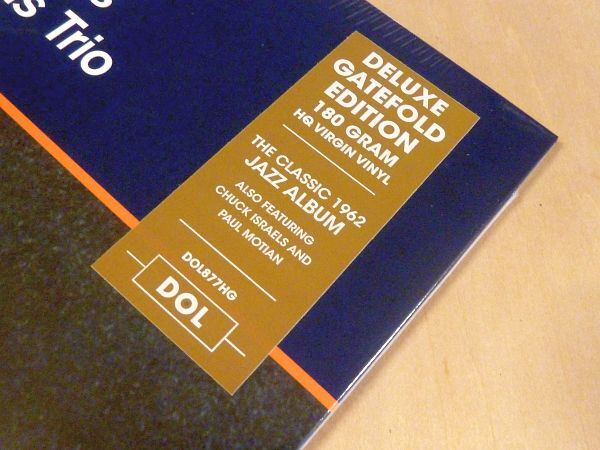 Trio
DELUXE
GATEFOLD
EDITION
180 GRAM
HQ VIRGIN VINYL
THE CLASSIC 1962
JAZZ ALBUM
ALSO FEATURING
CHUCK ISRAELS AND
PAUL MOTIAN
DOL877HG
DOL